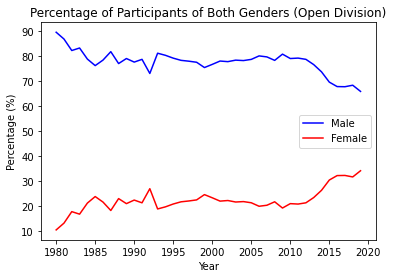 Percentage of Participants of Both Genders (Open Division)
90
80
70
60
50
40
30
20
10
Percentage (%)
Male
Female
1980 1985 1990 1995 2000 2005 2010 2015 2020
Year